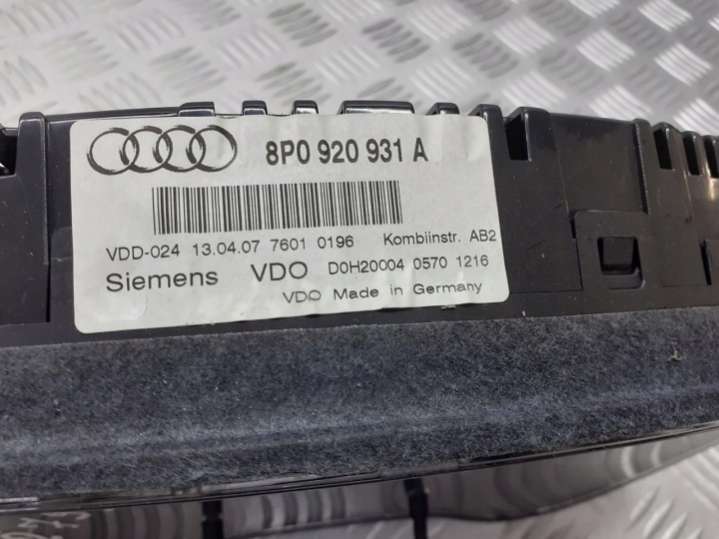 8P0 920 931 A
VDD-024 13.04.07 7601 0196 Kombiinstr. AB2
Siemens VDO D0H20004 0570 1216
VDO Made in Germany